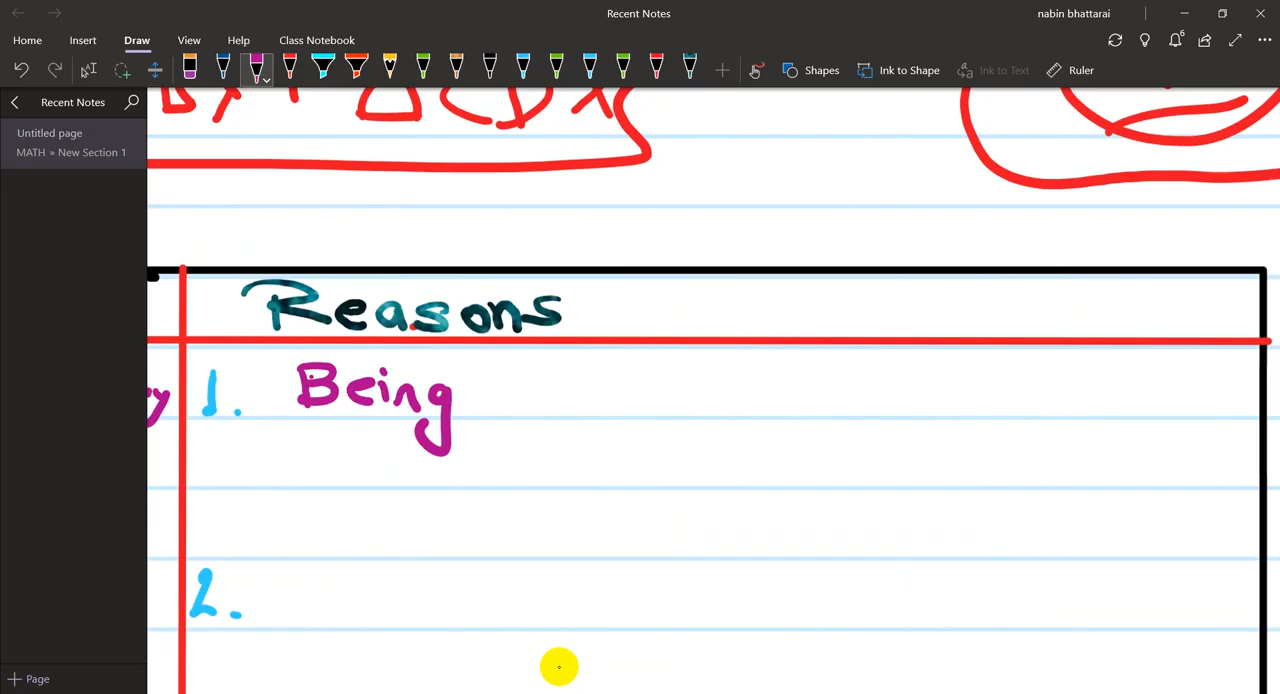 Recent Notes
nabin bhattarai
Home Insert Draw View Help Class Notebook
6
Shapes Ink to Shape Ink to Text Ruler
Recent Notes
Untitled page
MATH » New Section 1
Reasons
y 1. Being
2.
Page